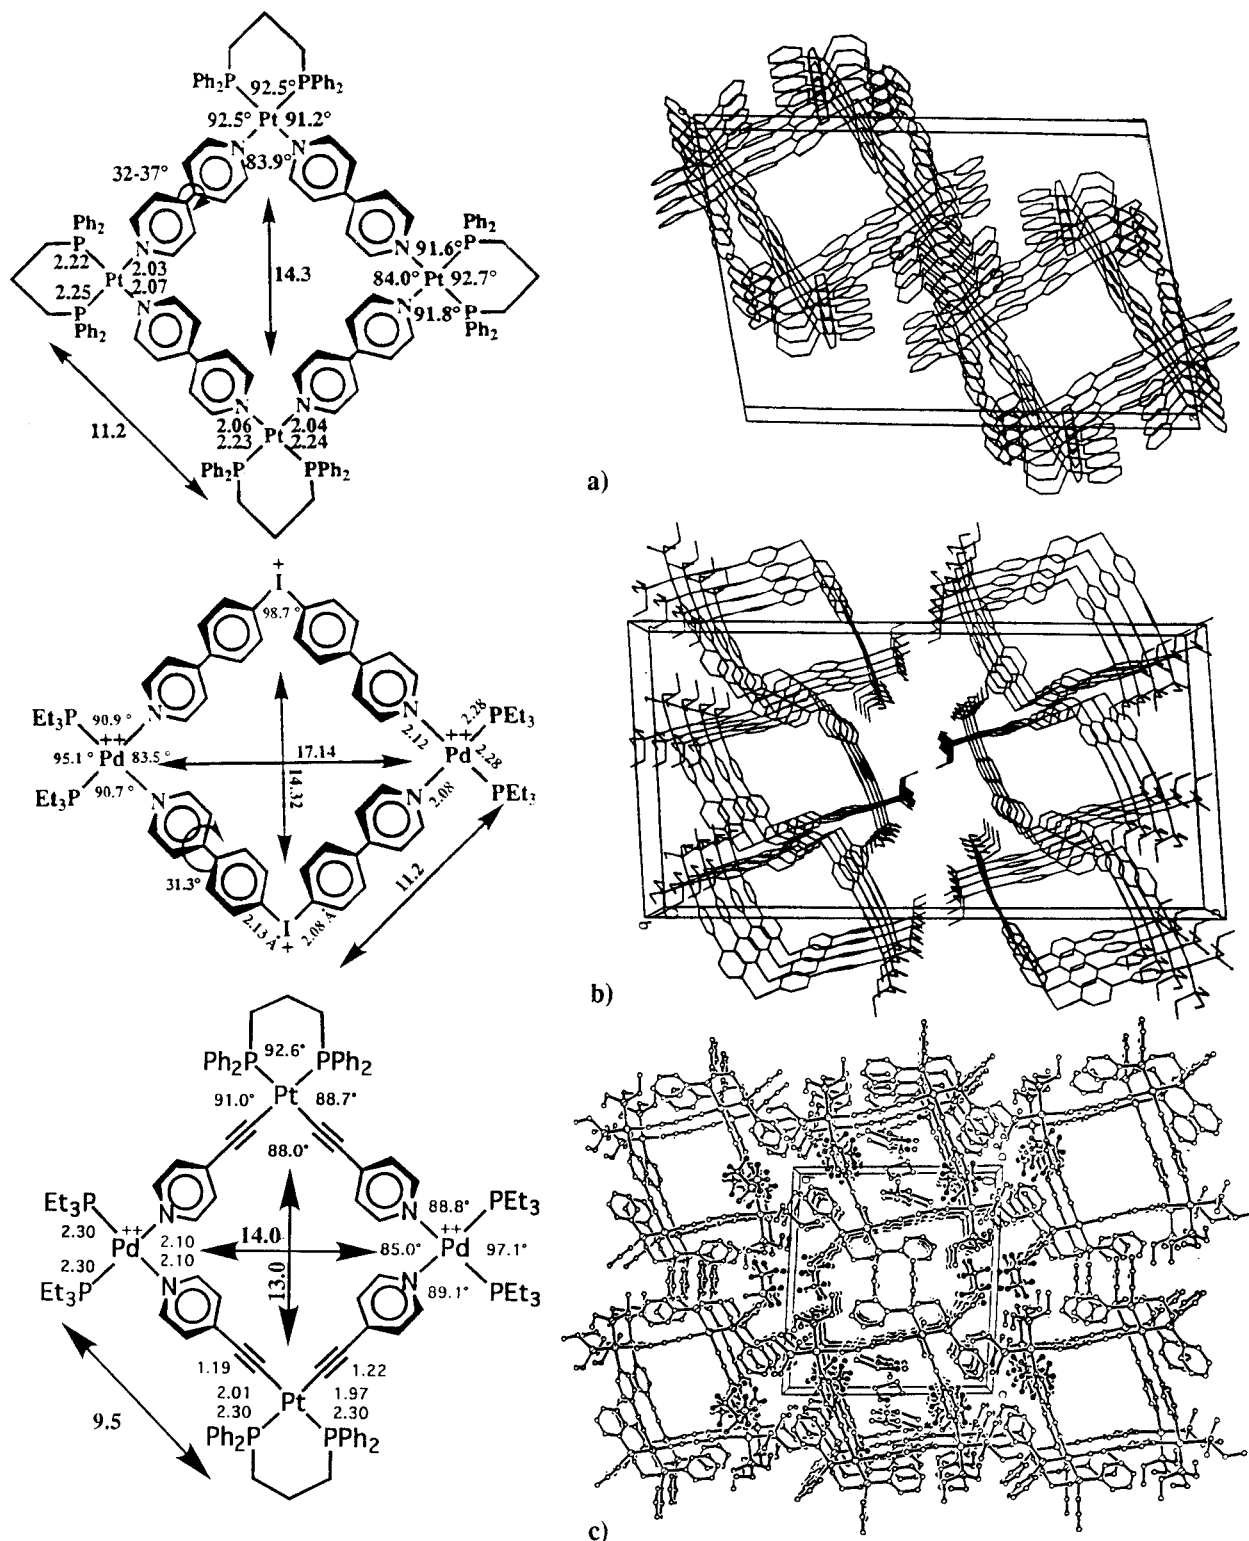 Ph₂P 92.5° PPh₂
92.5° Pt 91.2°
N 83.9° N
32-37°
Ph₂ P N N 91.6° Ph₂ P
2.22 2.03 84.0° Pt 92.7°
Pt 14.3
2.25 2.07 N 91.8°
P Ph₂ N P Ph₂
N N
11.2 2.06 Pt 2.04
2.23 2.24
Ph₂P PPh₂
a)
+
I
98.7 °
N N
Et₃P 90.9 ° 2.28 PEt₃
++ 2.12 ++
95.1 ° Pd 83.5 ° 17.14 Pd 2.28
14.32
Et₃P 90.7 ° 2.08 PEt₃
N N
31.3° 11.2
2.13 Å I 2.08 Å
+
b)
92.6°
Ph₂P PPh₂
Pt
91.0° 88.7°
88.0°
Et₃P N N 88.8° PEt₃
2.30 ++ ++
Pd 2.10 14.0 85.0° Pd 97.1°
2.30 2.10 13.0
Et₃P N N 89.1° PEt₃
1.19 1.22
2.01 Pt 1.97
9.5 2.30 2.30
Ph₂P PPh₂
c)